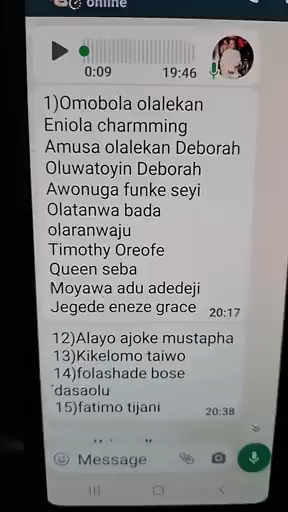 online
0:09 19:46
1)Omobola olalekan
Eniola charmming
Amusa olalekan Deborah
Oluwatoyin Deborah
Awonuga funke seyi
Olatanwa bada
olaranwaju
Timothy Oreofe
Queen seba
Moyawa adu adedeji
Jegede eneze grace 20:17
12)Alayo ajoke mustapha
13)Kikelomo taiwo
14)folashade bose
dasaolu
15)fatimo tijani 20:38
Message